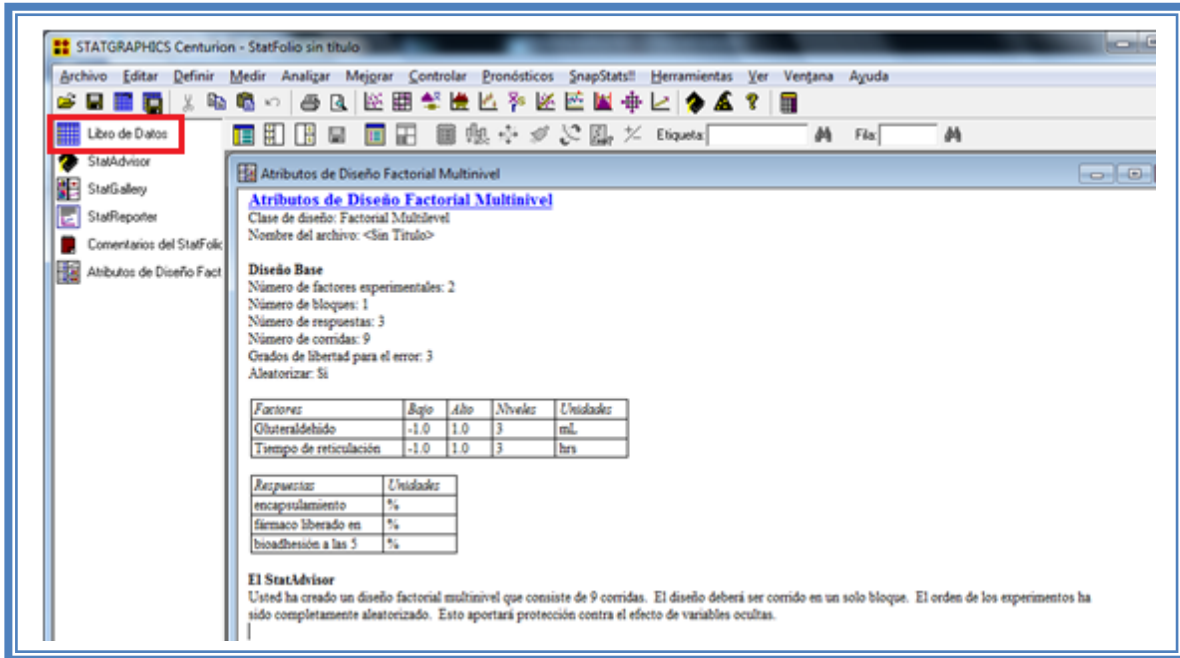 STATGRAPHICS Centurion - StatFolio sin título
Archivo Editar Definir Medir Analizar Mejorar Controlar Pronósticos SnapStats!! Herramientas Ver Ventana Ayuda
Libro de Datos Etiqueta: Fila:
StatAdvisor
StatGallery
StatReporter
Comentarios del StatFolio
Atributos de Diseño Fact
Atributos de Diseño Factorial Multinivel
Atributos de Diseño Factorial Multinivel
Clase de diseño: Factorial Multilevel
Nombre del archivo: <Sin Titulo>
Diseño Base
Número de factores experimentales: 2
Número de bloques: 1
Número de respuestas: 3
Número de corridas: 9
Grados de libertad para el error: 3
Aleatorizar: Sí
Factores Bajo Alto Niveles Unidades
Gluteraldehido -1.0 1.0 3 mL
Tiempo de reticulación -1.0 1.0 3 hrs
Respuestas Unidades
encapsulamiento %
fármaco liberado en %
bioadhesión a las 5 %
El StatAdvisor
Usted ha creado un diseño factorial multinivel que consiste de 9 corridas. El diseño deberá ser corrido en un solo bloque. El orden de los experimentos ha
sido completamente aleatorizado. Esto aportará protección contra el efecto de variables ocultas.